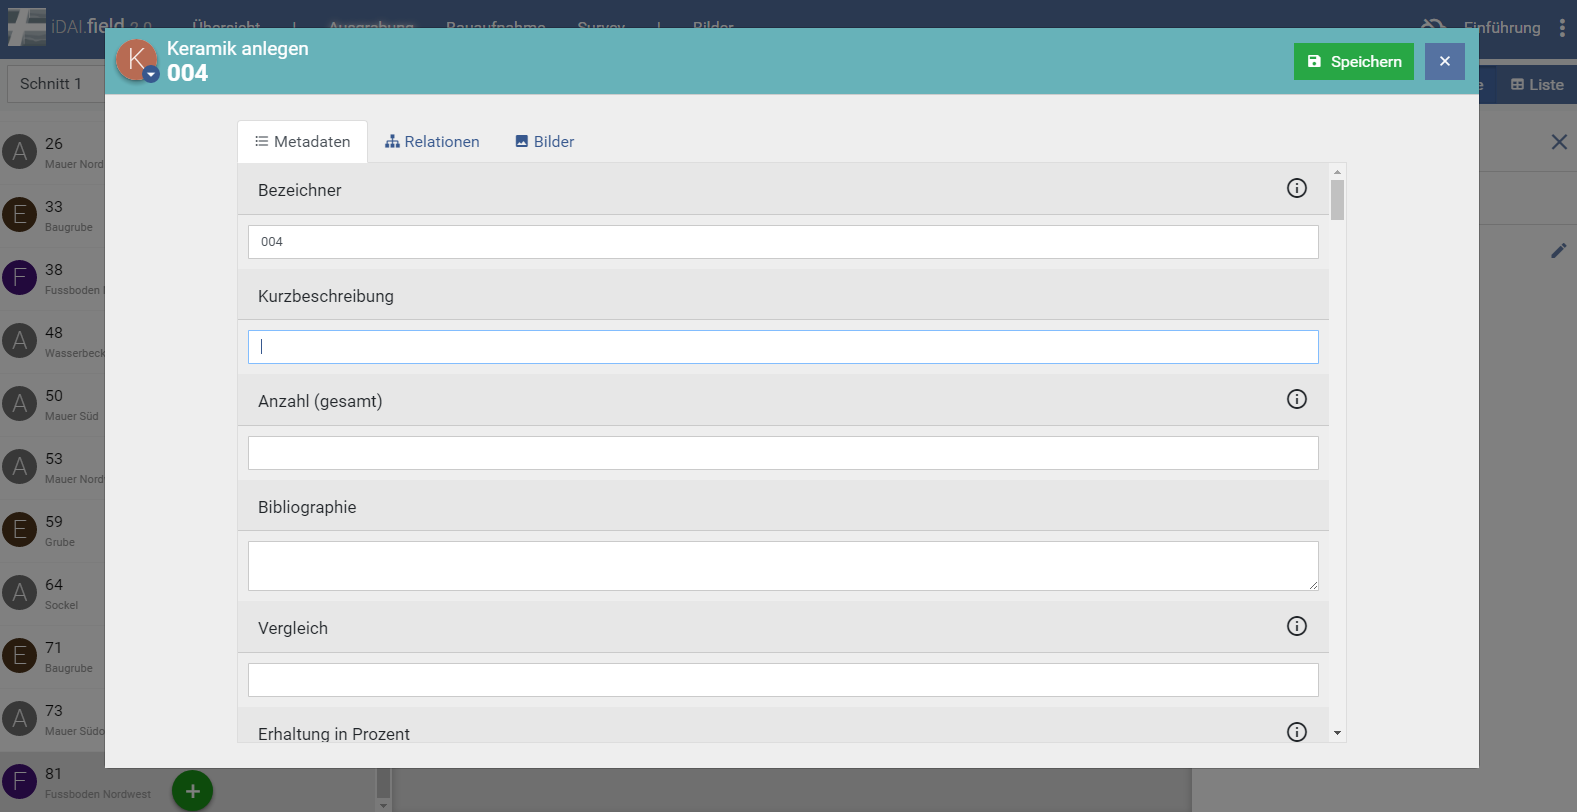 iDAI.field 2.0 Übersicht | Ausgrabung Bauaufnahme Survey | Bilder Einführung
Keramik anlegen
K
004
Speichern
Schnitt 1
Liste
Metadaten Relationen Bilder
Bezeichner
004
Kurzbeschreibung
Anzahl (gesamt)
Bibliographie
Vergleich
Erhaltung in Prozent
A 26
Mauer Nord
E 33
Baugrube
F 38
Fussboden
A 48
Wasserbeck
A 50
Mauer Süd
A 53
Mauer Nord
E 59
Grube
A 64
Sockel
E 71
Baugrube
A 73
Mauer Südo
F 81
Fussboden Nordwest